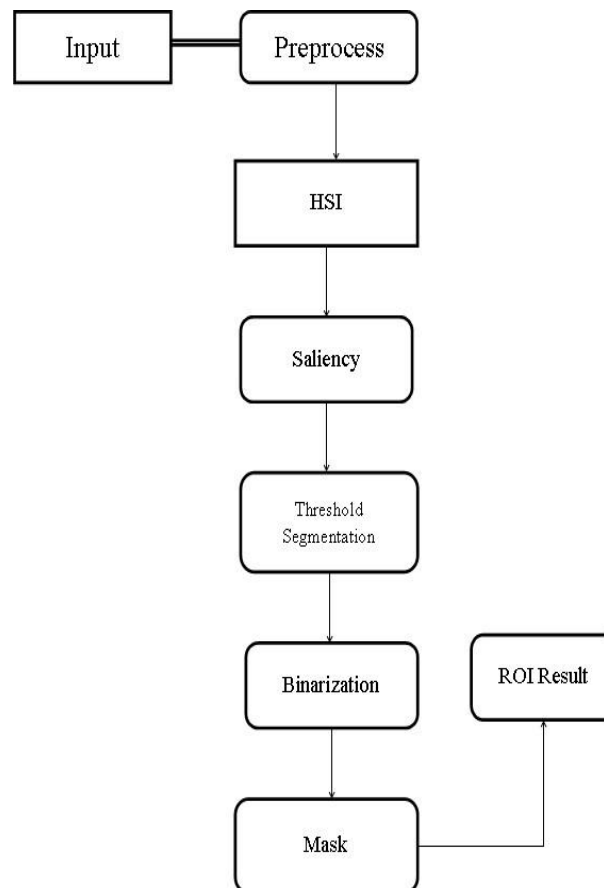 Input
Preprocess
HSI
Saliency
Threshold
Segmentation
Binarization
ROI Result
Mask